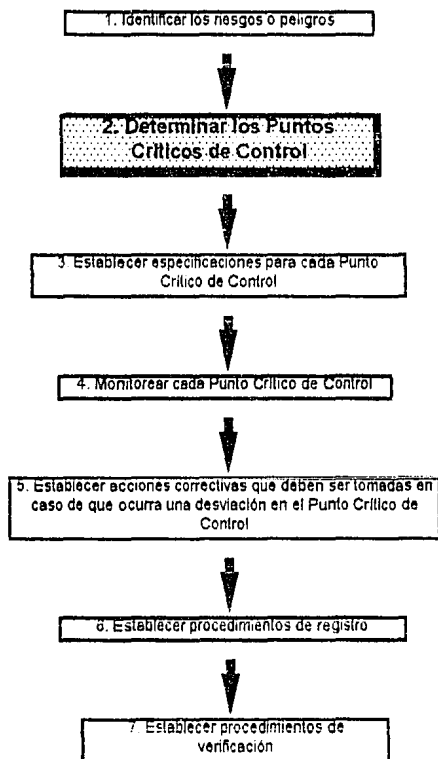 1. Identificar los riesgos o peligros
2. Determinar los Puntos
Críticos de Control
3. Establecer especificaciones para cada Punto
Crítico de Control
4. Monitorear cada Punto Crítico de Control
5. Establecer acciones correctivas que deben ser tomadas en
caso de que ocurra una desviación en el Punto Crítico de
Control
6. Establecer procedimientos de registro
7. Establecer procedimientos de
verificación